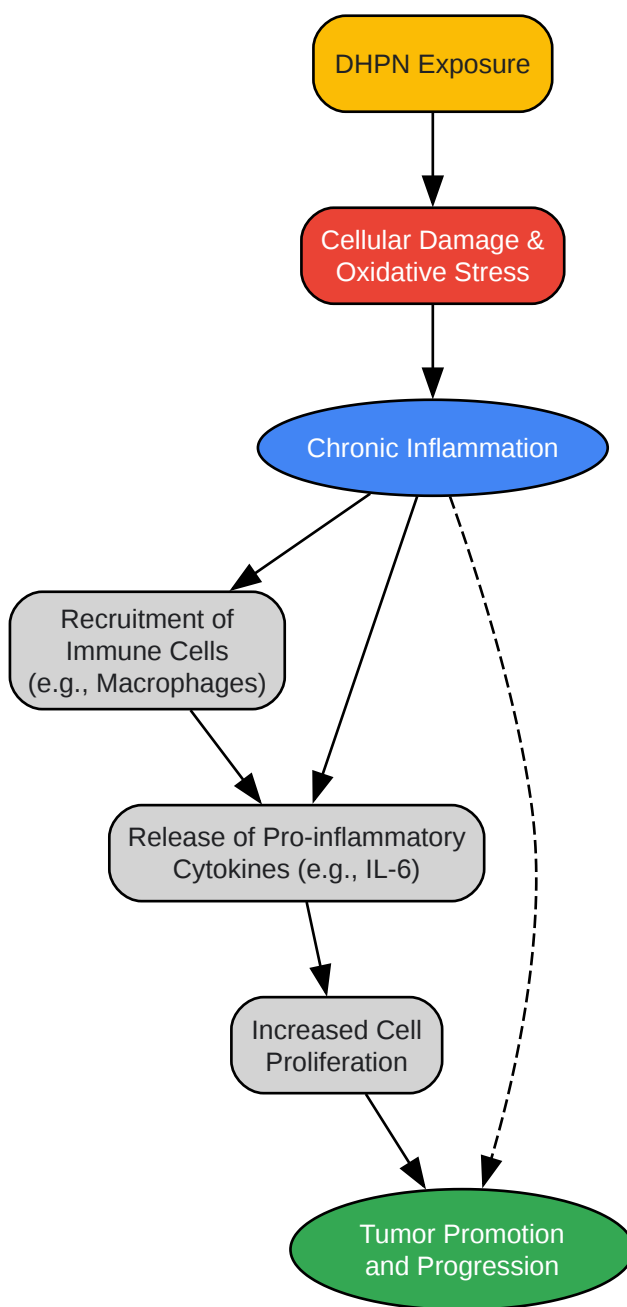 DHPN Exposure
Cellular Damage &
Oxidative Stress
Chronic Inflammation
Recruitment of
Immune Cells
(e.g., Macrophages)
Release of Pro-inflammatory
Cytokines (e.g., IL-6)
Increased Cell
Proliferation
Tumor Promotion
and Progression